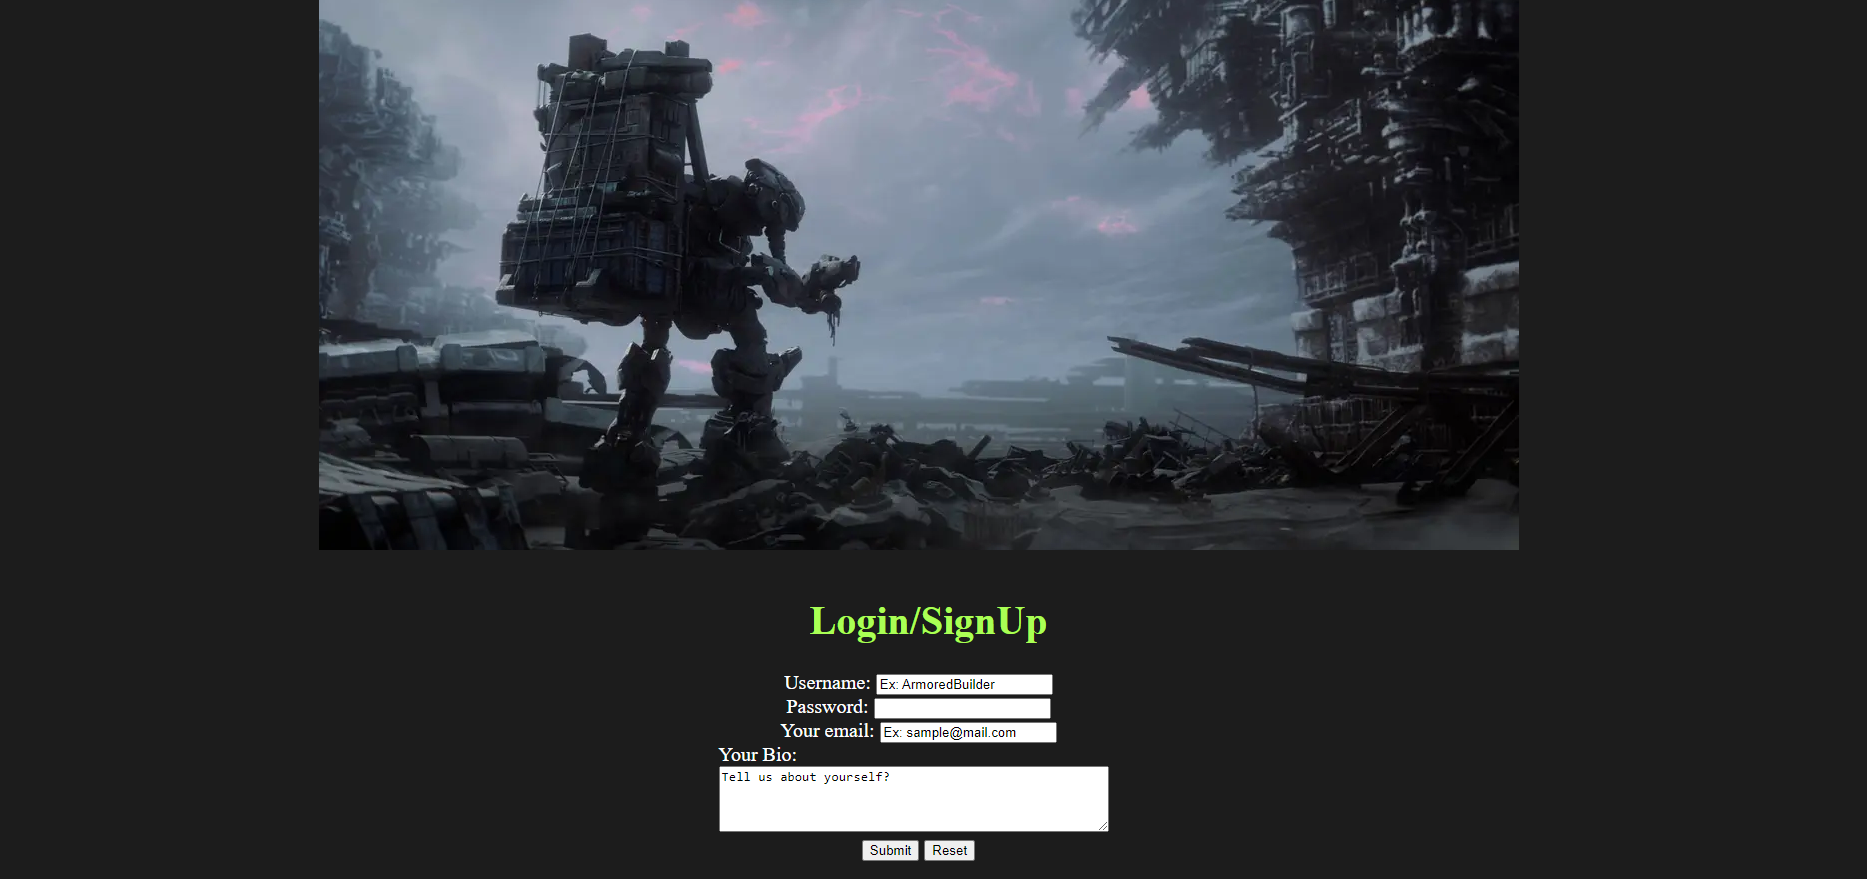 Login/SignUp
Username: Ex: ArmoredBuilder
Password:
Your email: Ex: sample@mail.com
Your Bio:
Tell us about yourself?
Submit Reset